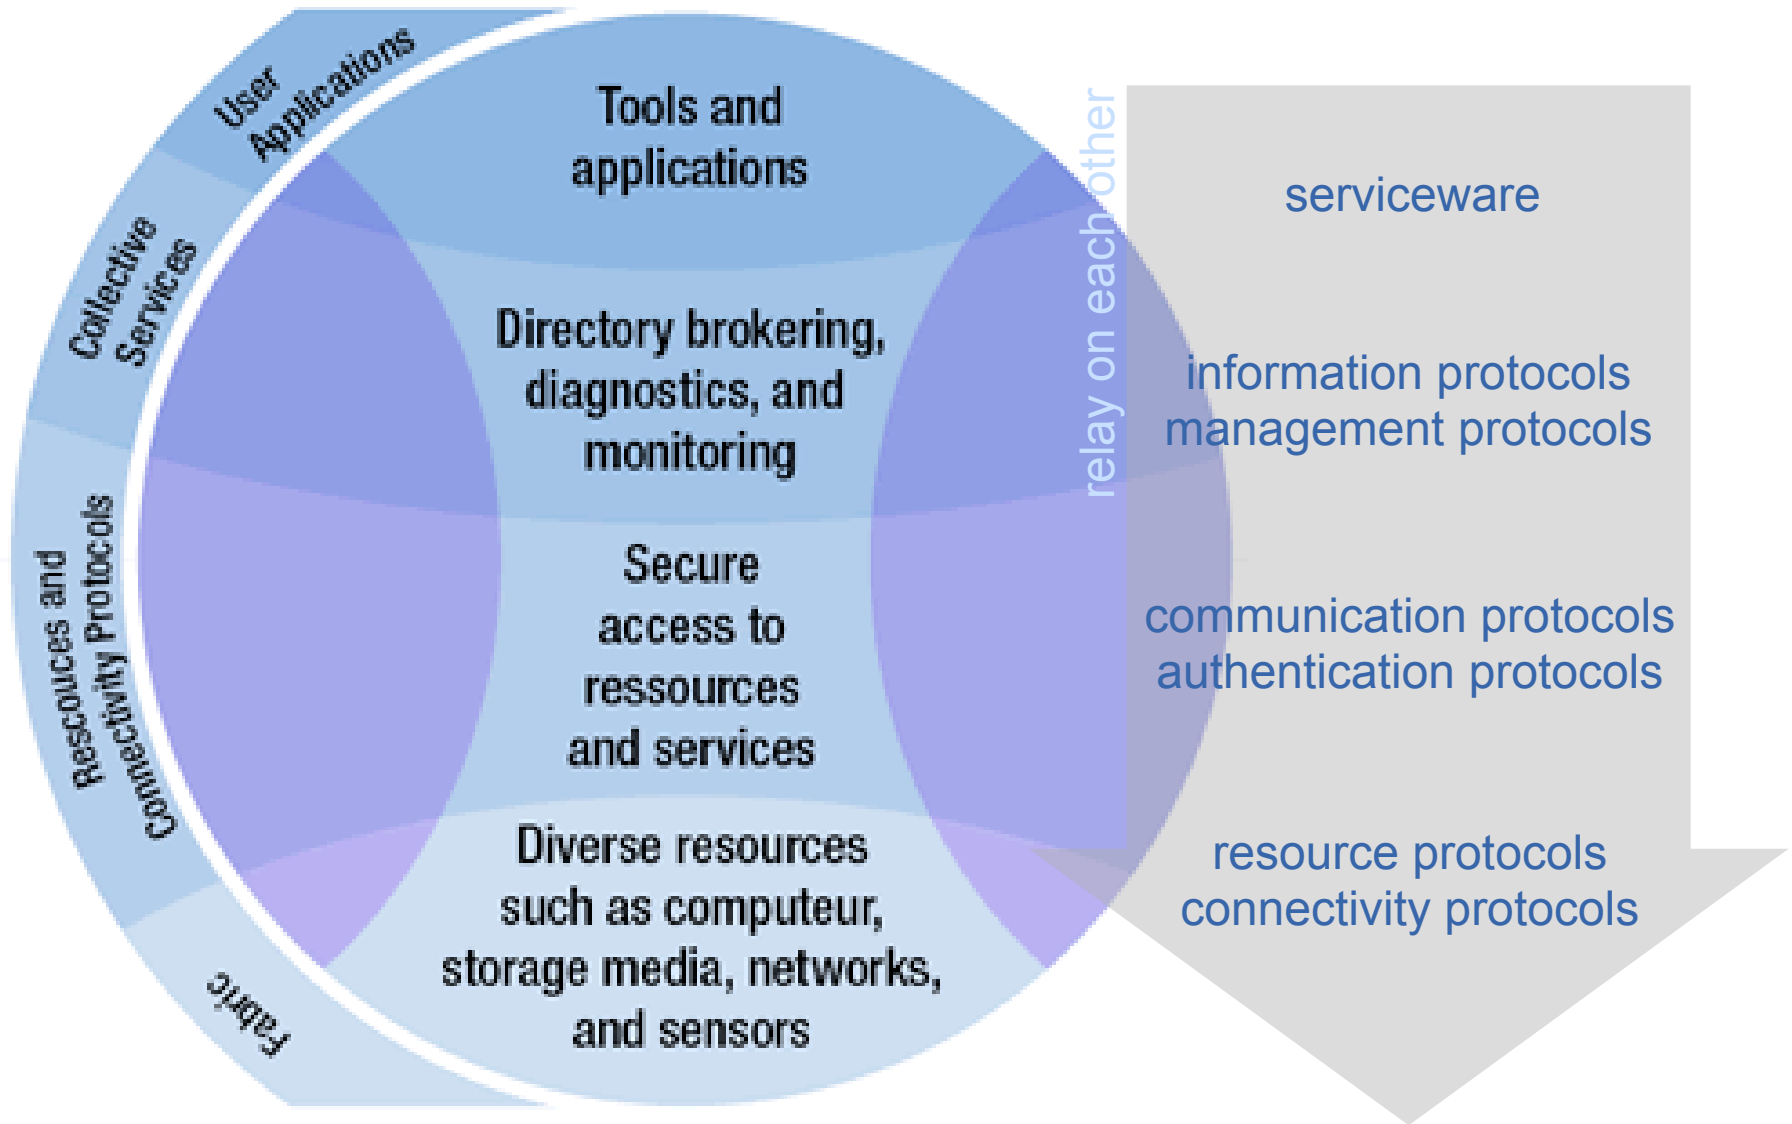 User
Applications
Collective
Services
Rescources and
Connectivity Protocols
Fabric
Tools and
applications
Directory brokering,
diagnostics, and
monitoring
Secure
access to
ressources
and services
Diverse resources
such as computeur,
storage media, networks,
and sensors
relay on each other
serviceware
information protocols
management protocols
communication protocols
authentication protocols
resource protocols
connectivity protocols